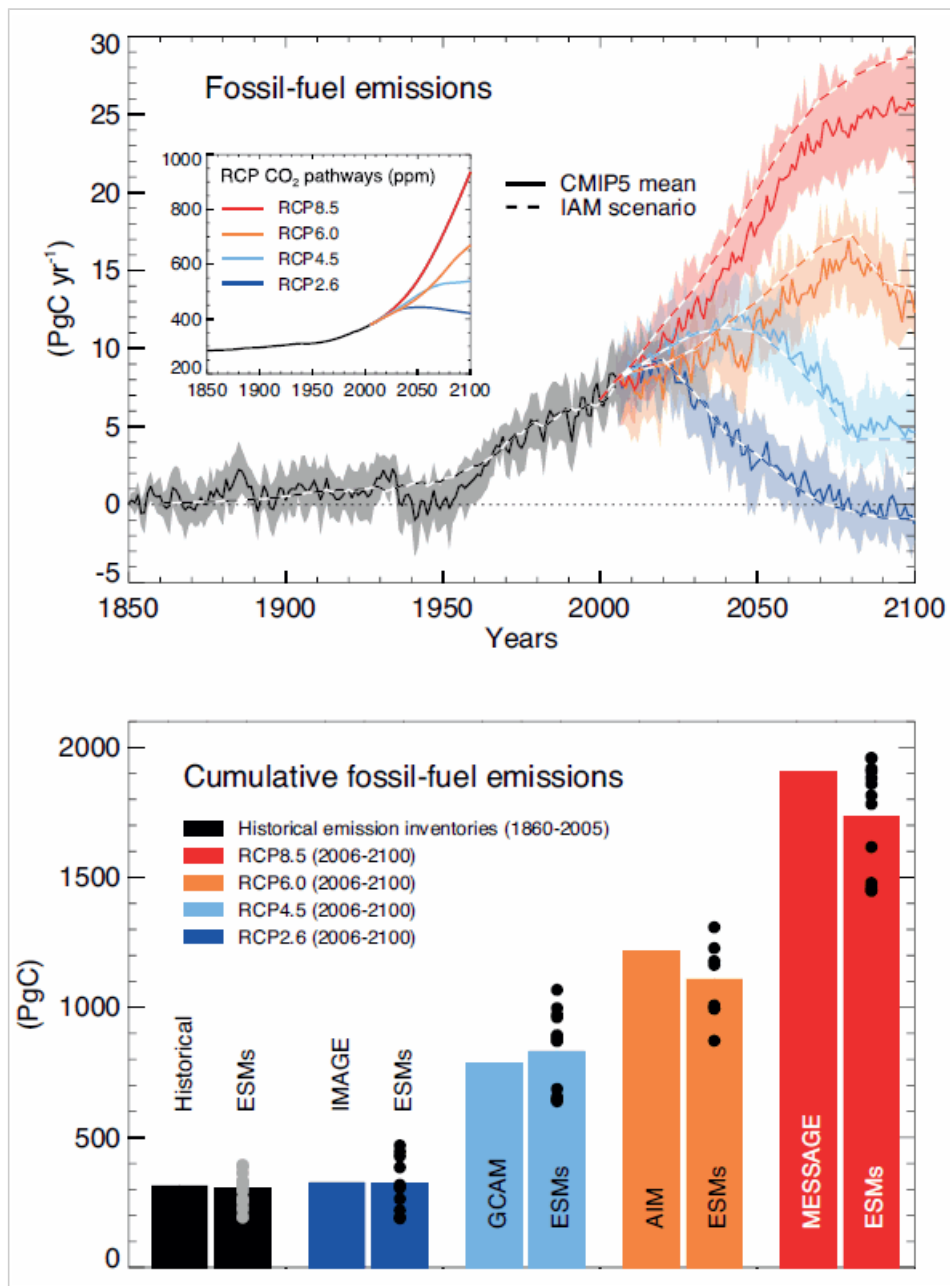 30
25
20
15
10
5
0
-5
(PgC yr-1)
Fossil-fuel emissions
1000
800
600
400
200
RCP CO2 pathways (ppm)
RCP8.5
RCP6.0
RCP4.5
RCP2.6
1850 1900 1950 2000 2050 2100
CMIP5 mean
IAM scenario
1850 1900 1950 2000 2050 2100
Years
2000
1500
1000
500
0
(PgC)
Cumulative fossil-fuel emissions
Historical emission inventories (1860-2005)
RCP8.5 (2006-2100)
RCP6.0 (2006-2100)
RCP4.5 (2006-2100)
RCP2.6 (2006-2100)
Historical
ESMs
IMAGE
ESMs
GCAM
ESMs
AIM
ESMs
MESSAGE
ESMs